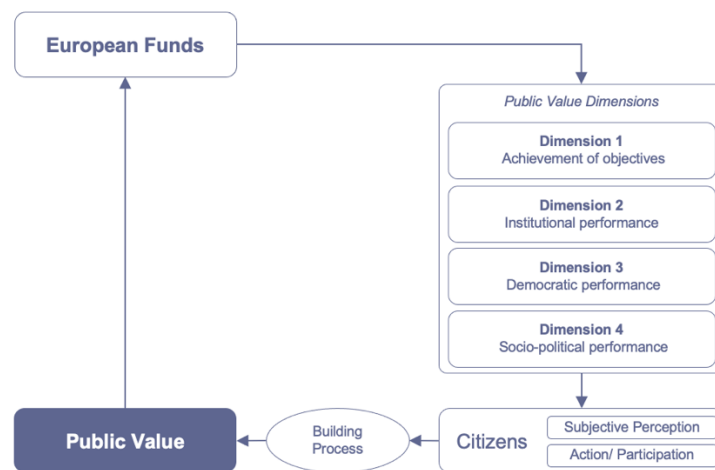 European Funds
Public Value Dimensions
Dimension 1
Achievement of objectives
Dimension 2
Institutional performance
Dimension 3
Democratic performance
Dimension 4
Socio-political performance
Public Value
Building
Process
Citizens
Subjective Perception
Action/ Participation